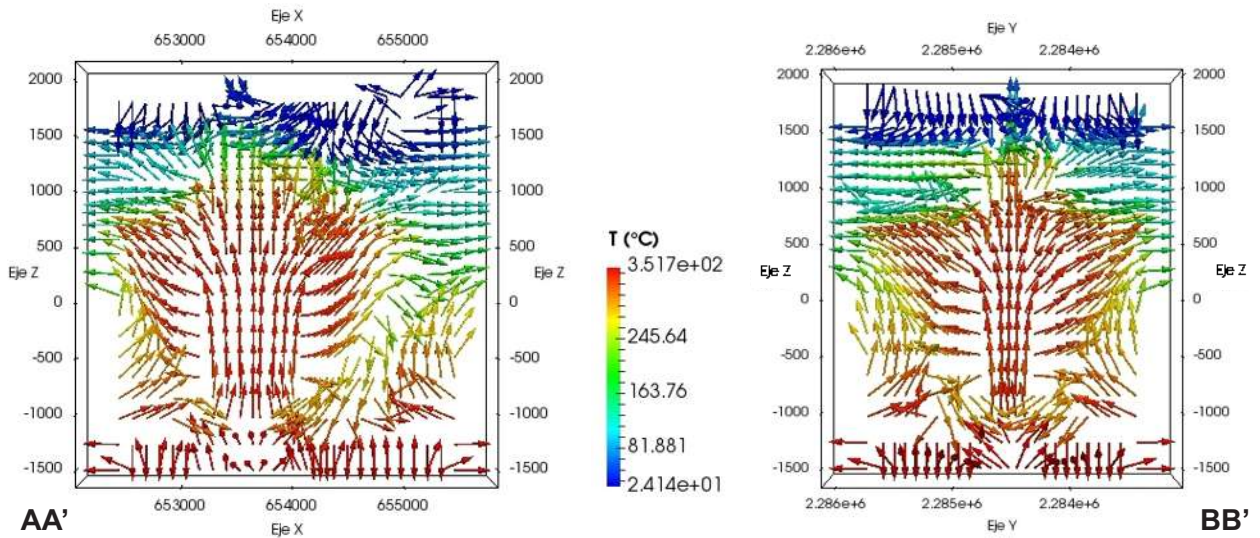 Eje X
653000 654000 655000
2000 2000
1500 1500
1000 1000
500 500
Eje Z Eje Z
0 0
-500 -500
-1000 -1000
-1500 -1500
653000 654000 655000
Eje X
AA'
T (°C)
3.517e+02
245.64
163.76
81.881
2.414e+01
Eje Y
2.286e+6 2.285e+6 2.284e+6
2000 2000
1500 1500
1000 1000
500 500
Eje Z Eje Z
0 0
-500 -500
-1000 -1000
-1500 -1500
2.286e+6 2.285e+6 2.284e+6
Eje Y
BB'